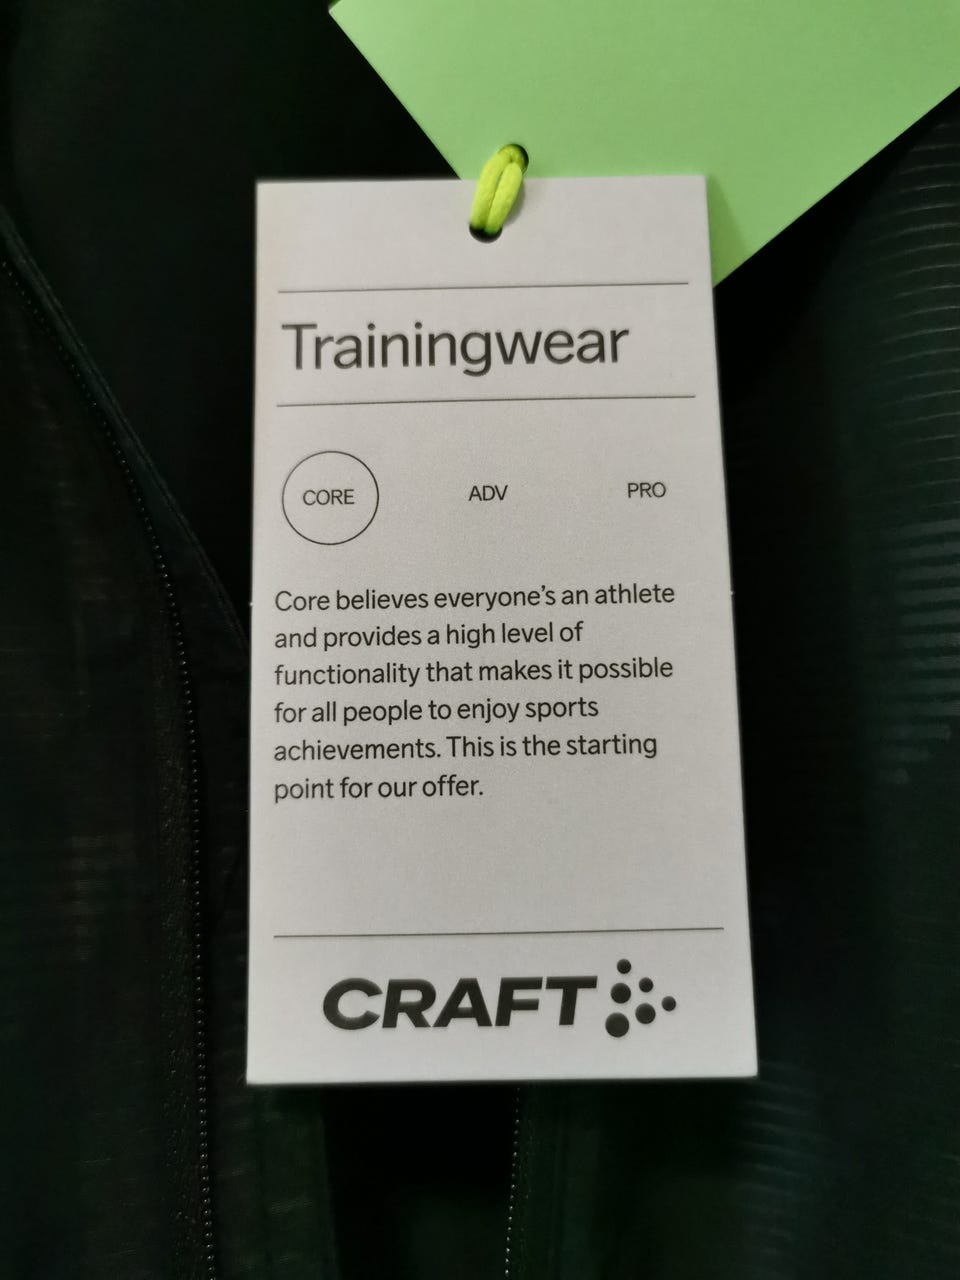 Trainingwear
CORE ADV PRO
Core believes everyone’s an athlete
and provides a high level of
functionality that makes it possible
for all people to enjoy sports
achievements. This is the starting
point for our offer.
CRAFT